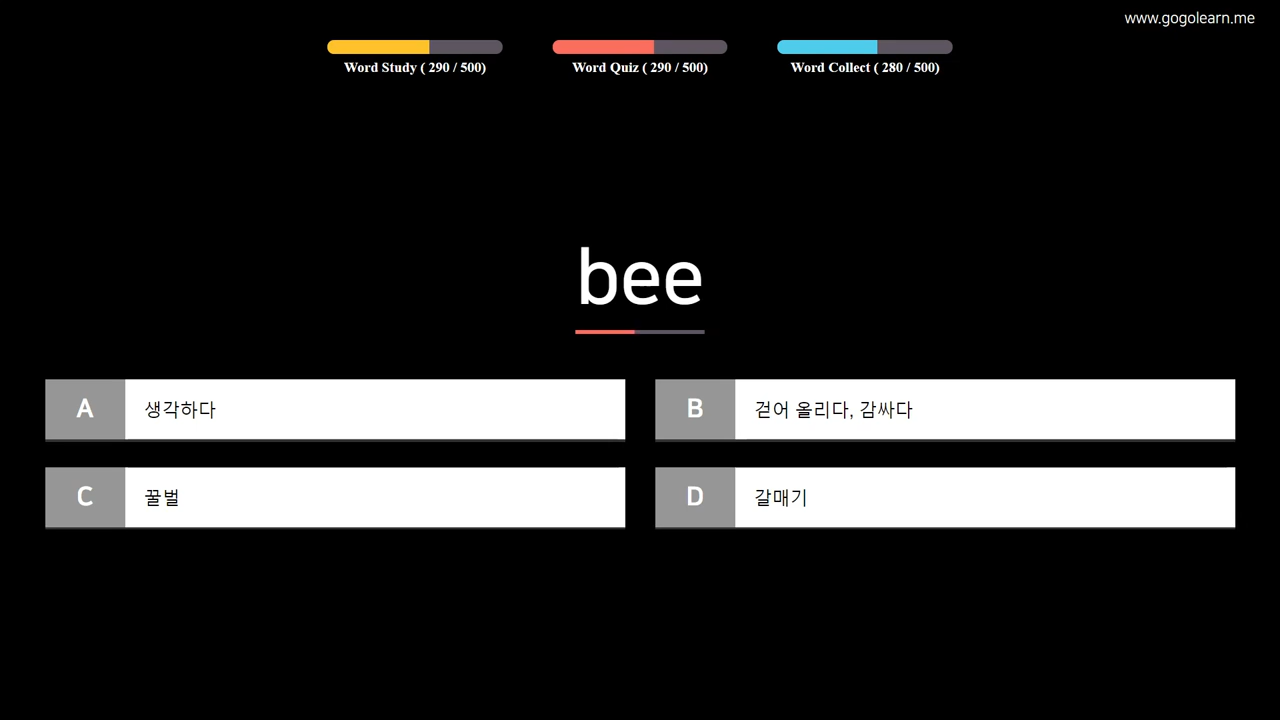 www.gogolearn.me
Word Study ( 290 / 500)
Word Quiz ( 290 / 500)
Word Collect ( 280 / 500)
bee
A 생각하다
B 걷어 올리다, 감싸다
C 꿀벌
D 갈매기